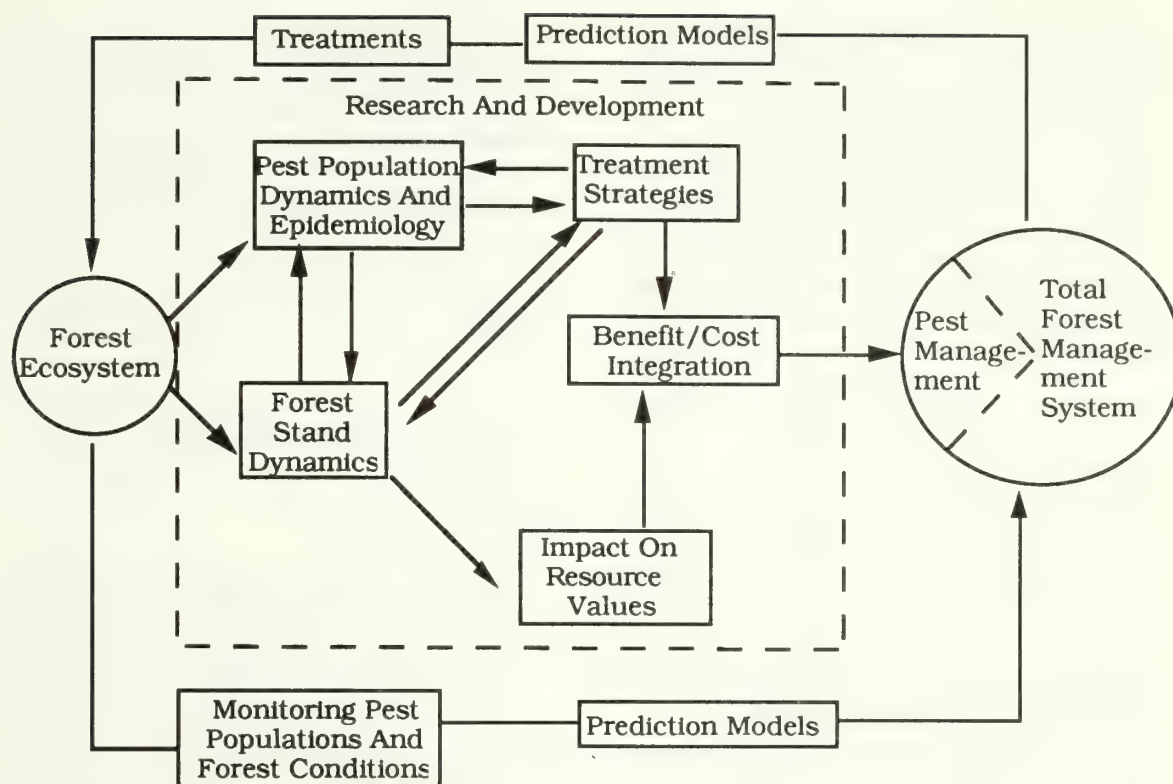 Treatments
Prediction Models
Research And Development
Pest Population
Dynamics And
Epidemiology
Treatment
Strategies
Forest
Ecosystem
Benefit/Cost
Integration
Pest
Manage-
ment
Total
Forest
Manage-
ment
System
Forest
Stand
Dynamics
Impact On
Resource
Values
Monitoring Pest
Populations And
Forest Conditions
Prediction Models